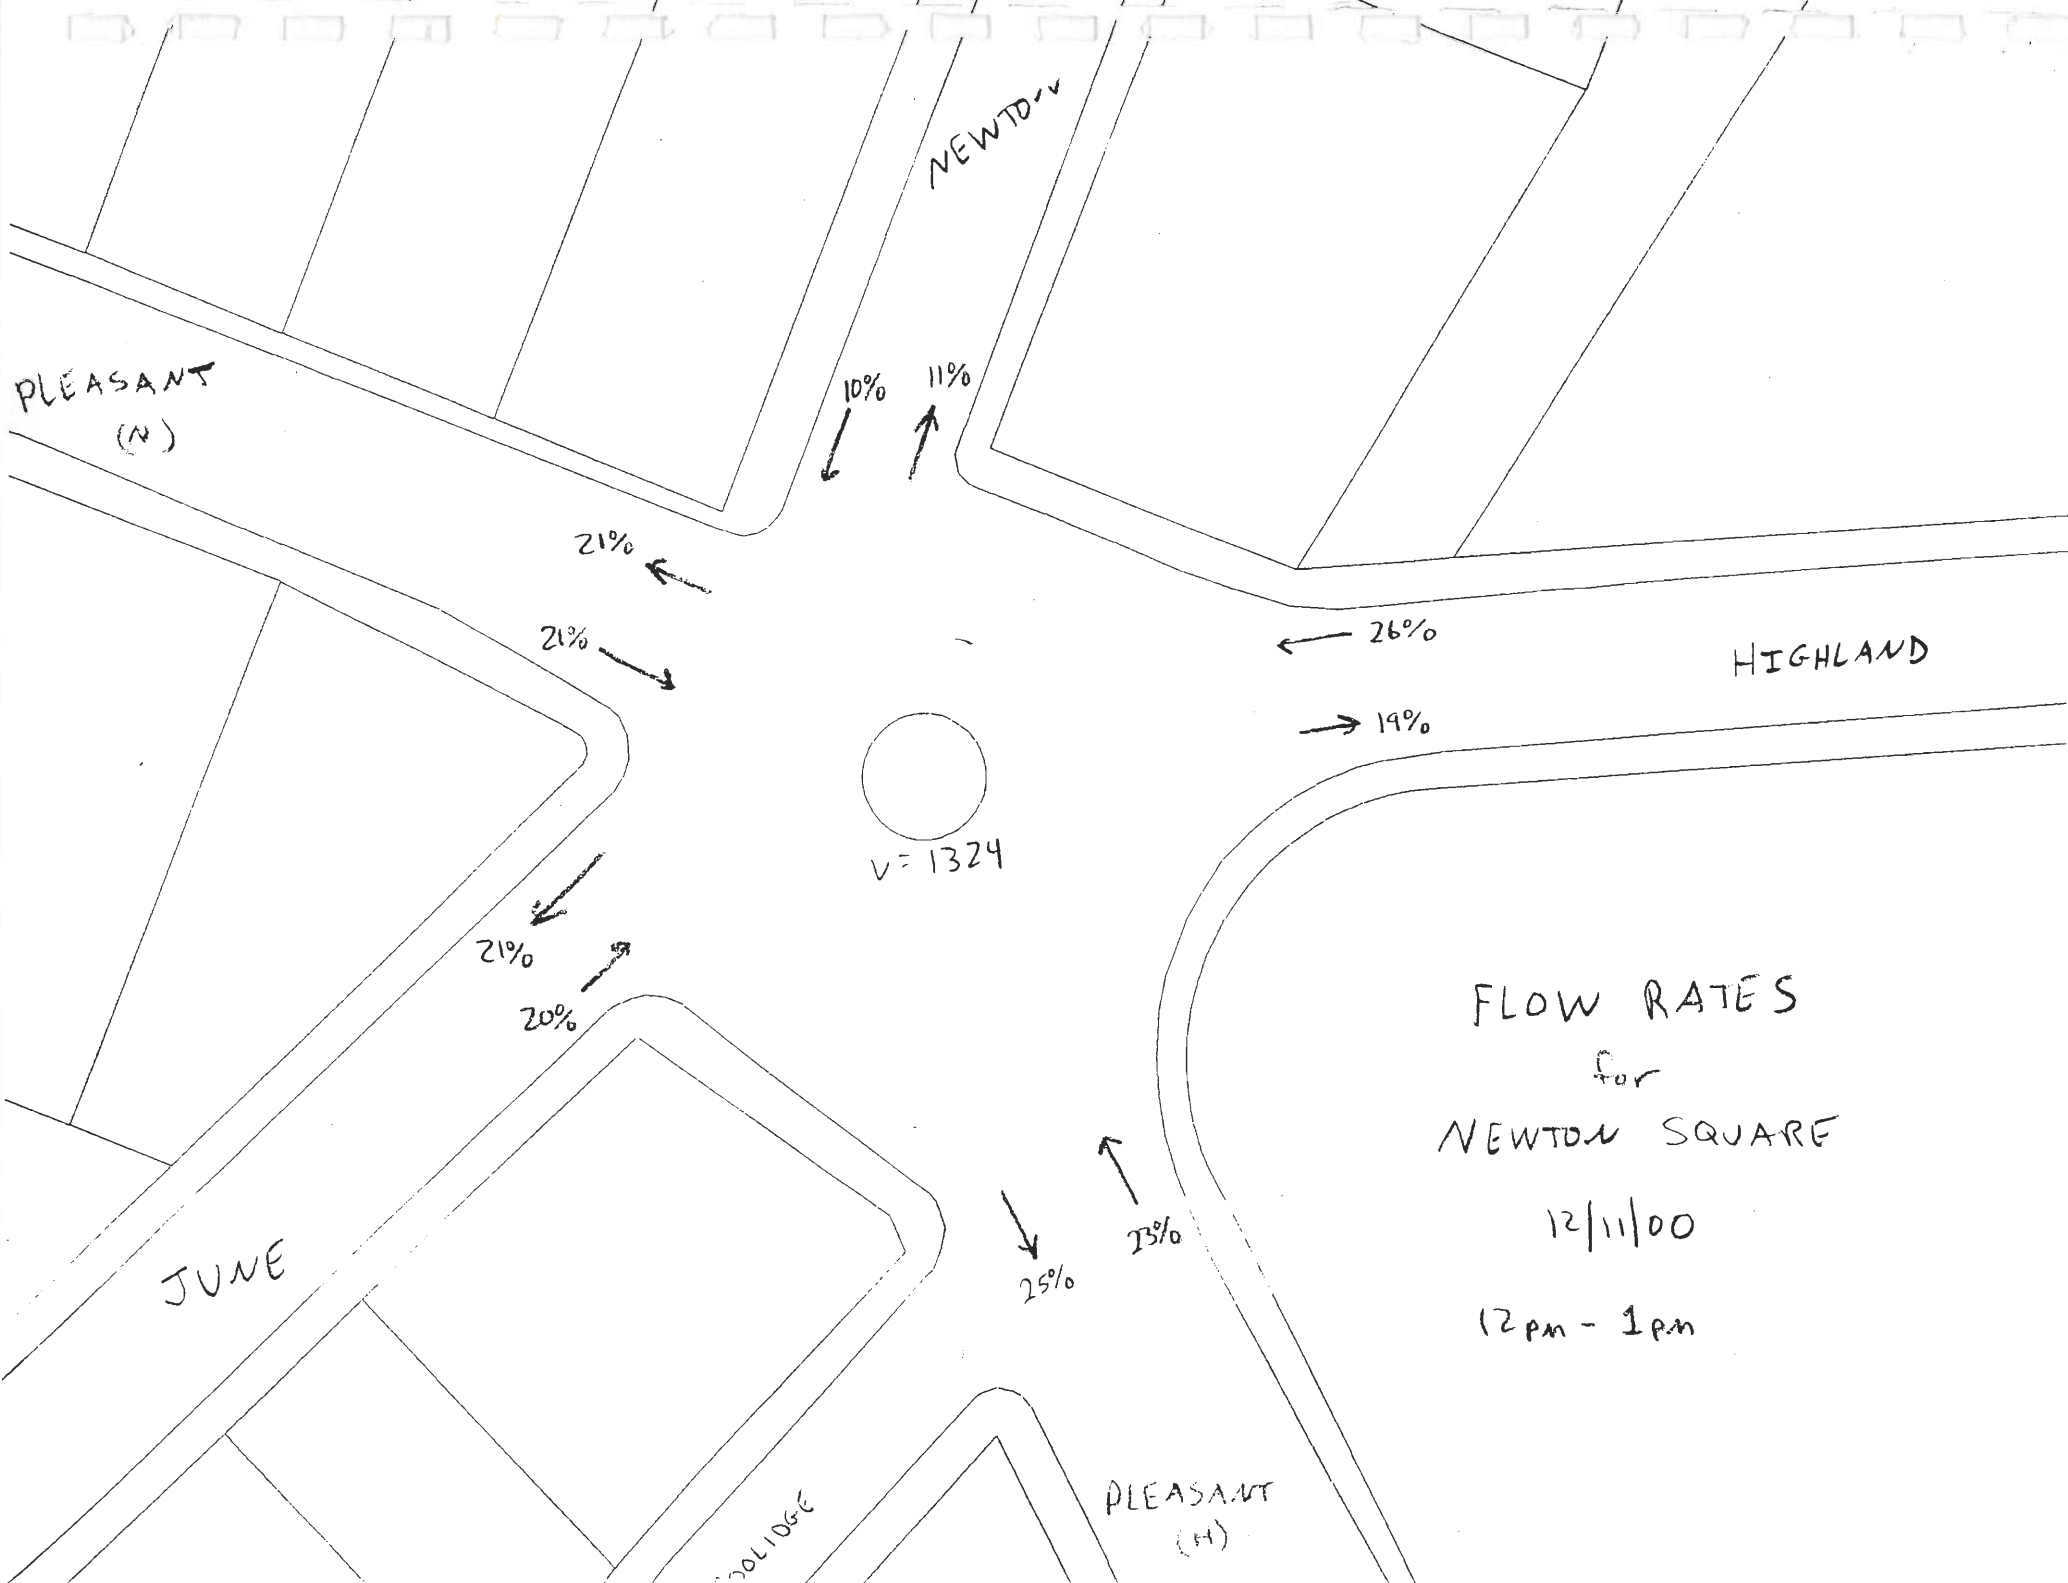 NEWTON
PLEASANT
(N)
10%
11%
21%
21%
26%
HIGHLAND
19%
V = 1324
21%
20%
FLOW RATES
for
NEWTON SQUARE
12/11/00
12pm - 1pm
23%
25%
JUNE
OOLIDGE
PLEASANT
(H)